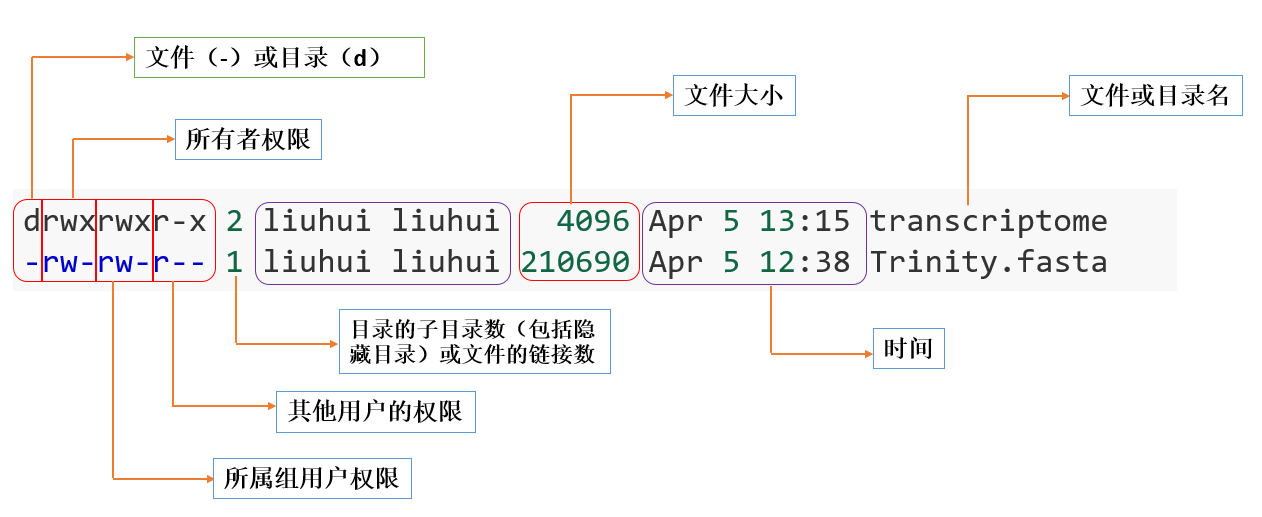 文件（-）或目录（d）
文件大小
文件或目录名
所有者权限
drwxrwxr-x 2 liuhui liuhui 4096 Apr 5 13:15 transcriptome
-rw-rw-r-- 1 liuhui liuhui 210690 Apr 5 12:38 Trinity.fasta
目录的子目录数（包括隐
藏目录）或文件的链接数
时间
其他用户的权限
所属组用户权限